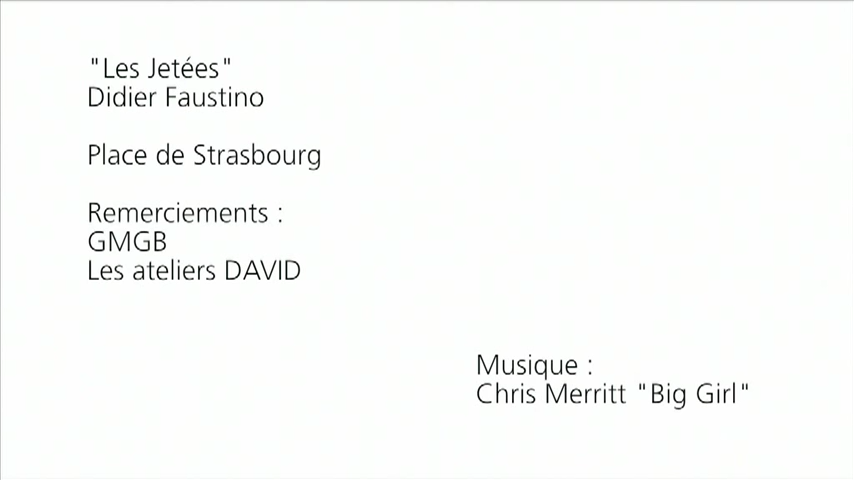 "Les Jetées"
Didier Faustino
Place de Strasbourg
Remerciements :
GMGB
Les ateliers DAVID
Musique :
Chris Merritt "Big Girl"